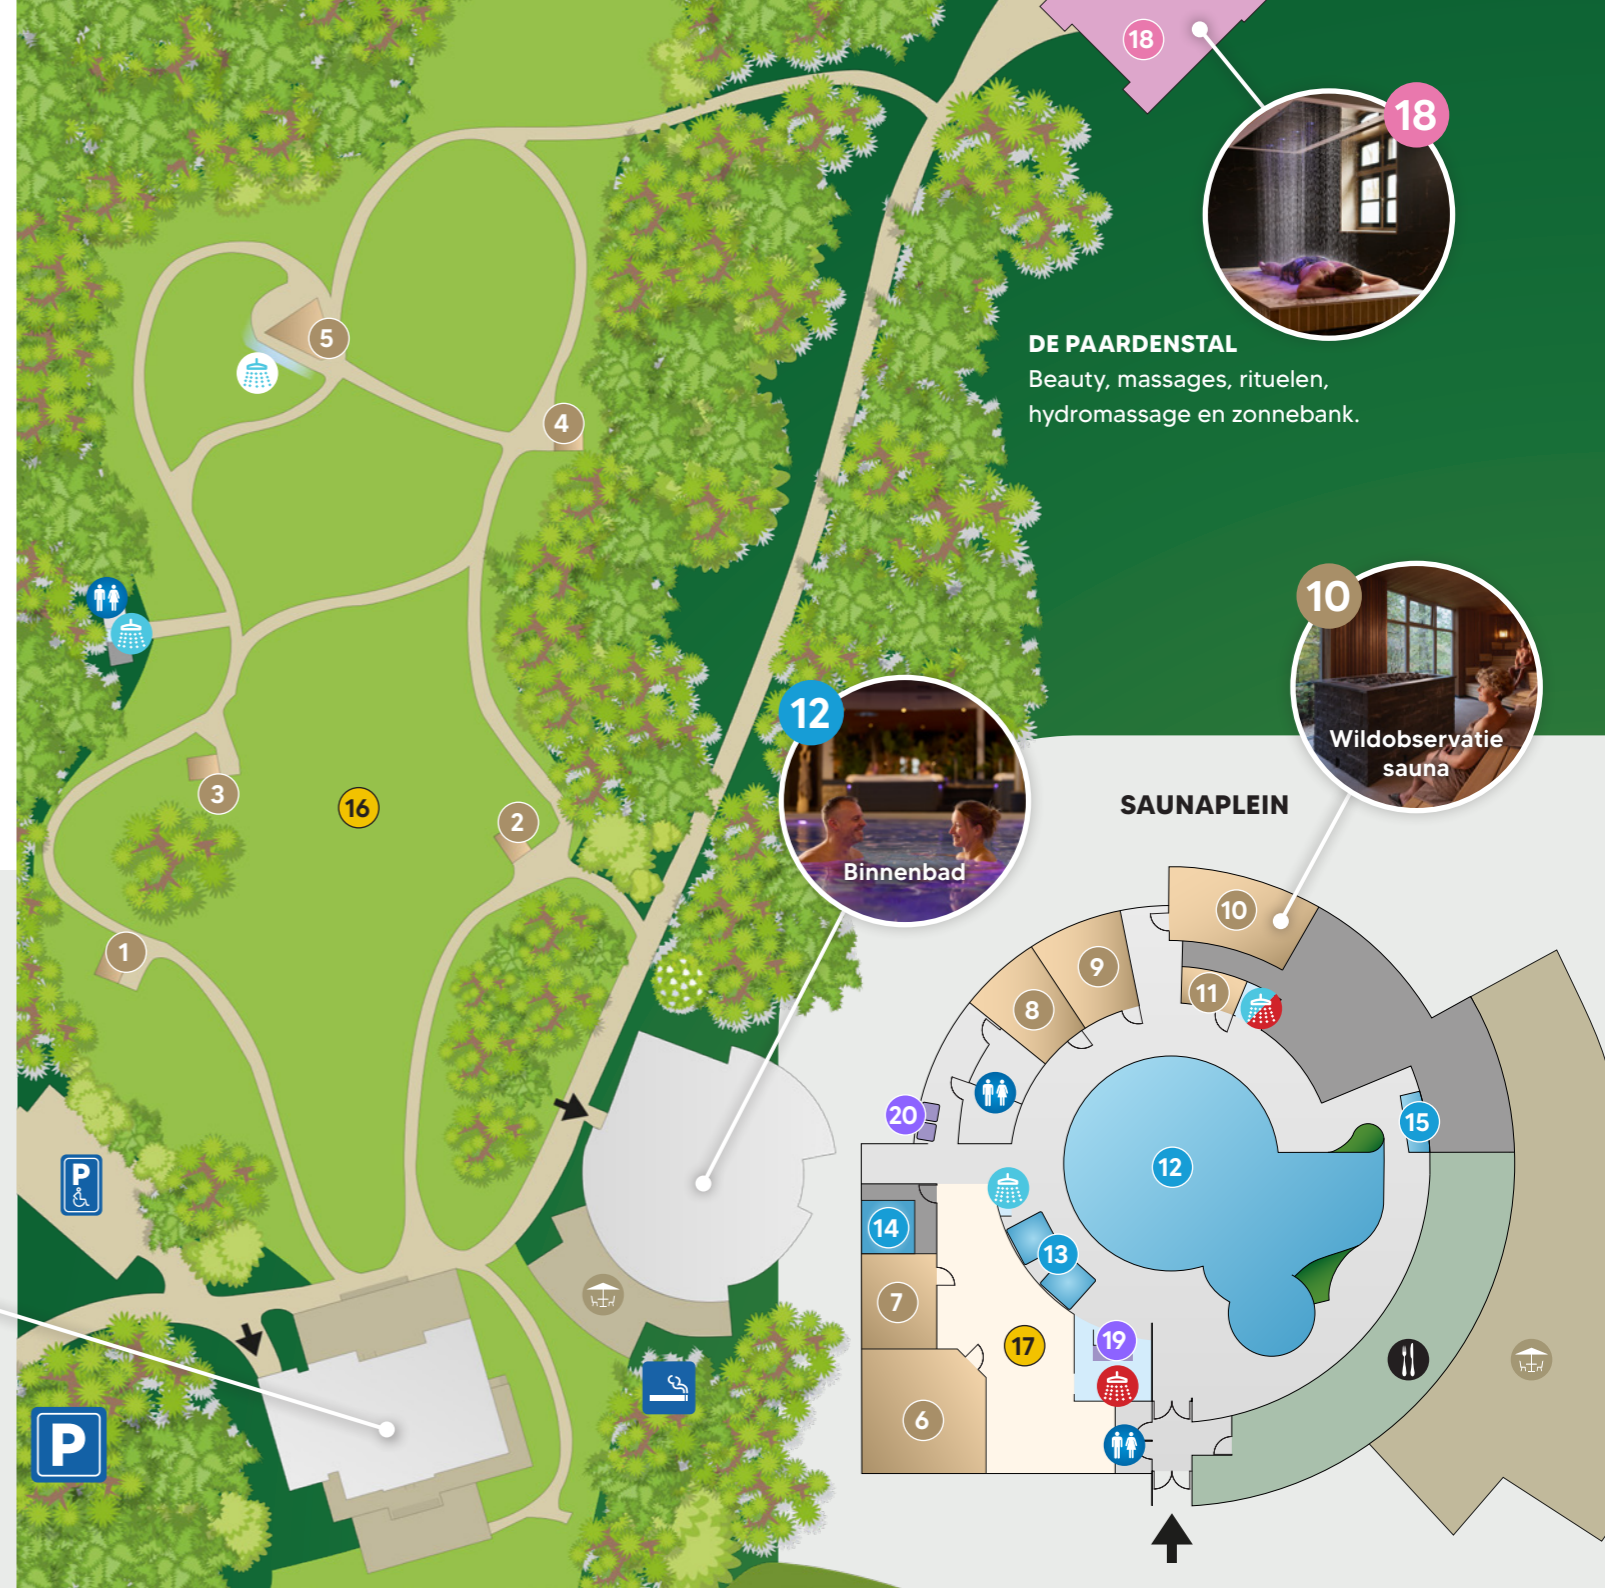 18
18
DE PAARDENSTAL
Beauty, massages, rituelen,
hydromassage en zonnebank.
5
4
10
Wildobservatie
sauna
12
Binnenbad
3
16
2
SAUNAPLEIN
1
10
9
11
8
20
15
12
P
14
13
7
19
17
6
P